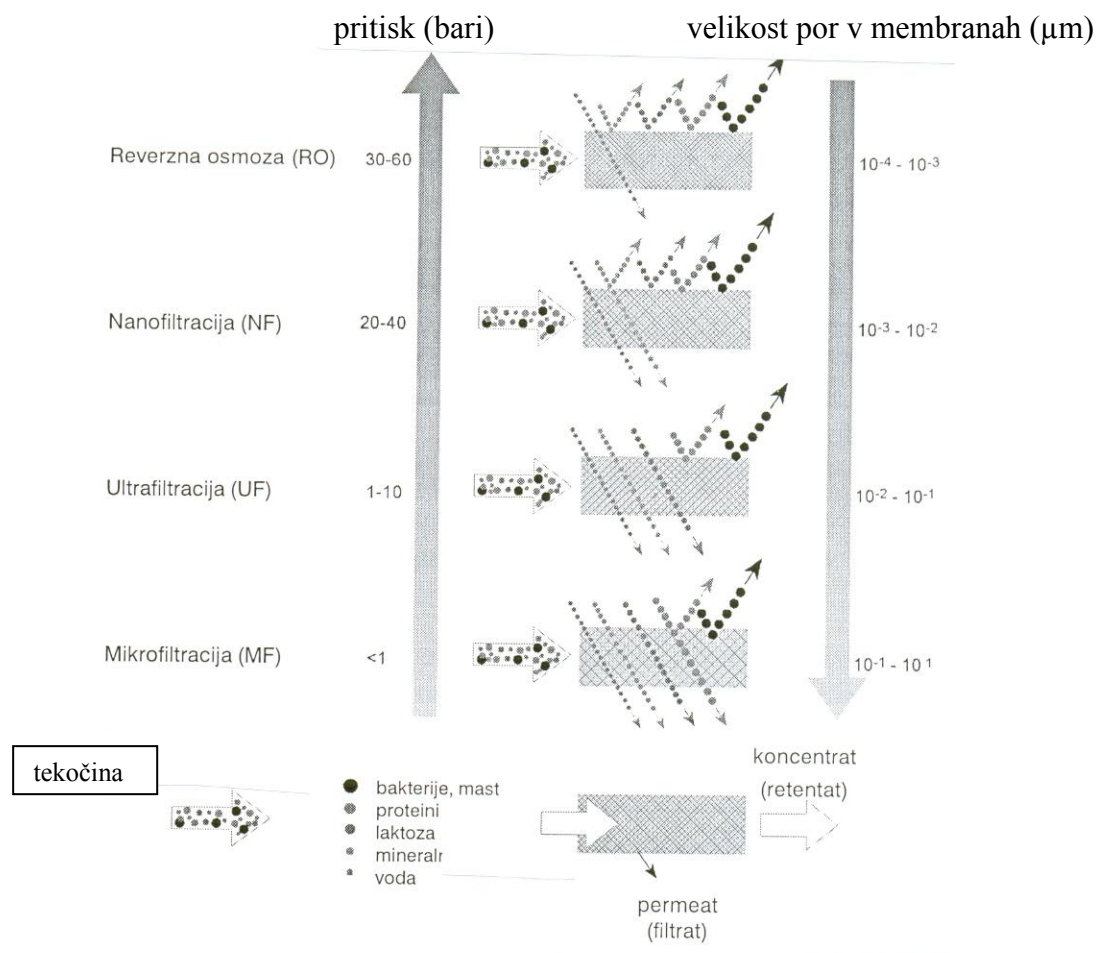 pritisk (bari) velikost por v membranah (µm)
Reverzna osmoza (RO) 30-60 10⁻⁴ - 10⁻³
Nanofiltracija (NF) 20-40 10⁻³ - 10⁻²
Ultrafiltracija (UF) 1-10 10⁻² - 10⁻¹
Mikrofiltracija (MF) <1 10⁻¹ - 10¹
tekočina
bakterije, mast
proteini
laktoza
mineralr
voda
koncentrat
(retentat)
permeat
(filtrat)